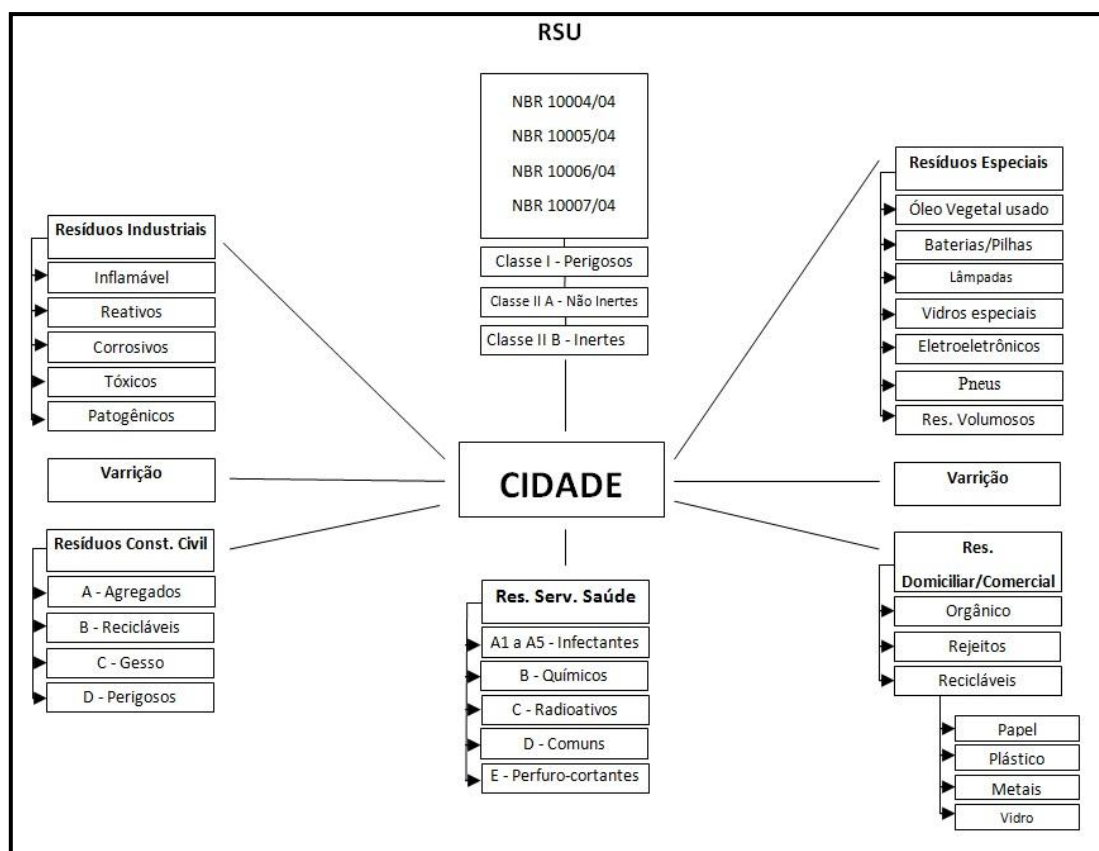 RSU
NBR 10004/04
NBR 10005/04
NBR 10006/04
NBR 10007/04
Classe I - Perigosos
Classe II A - Não Inertes
Classe II B - Inertes
Resíduos Industriais
Inflamável
Reativos
Corrosivos
Tóxicos
Patogênicos
Varrição
Resíduos Const. Civil
A - Agregados
B - Recicláveis
C - Gesso
D - Perigosos
CIDADE
Res. Serv. Saúde
A1 a A5 - Infectantes
B - Químicos
C - Radioativos
D - Comuns
E - Perfuro-cortantes
Resíduos Especiais
Óleo Vegetal usado
Baterias/Pilhas
Lâmpadas
Vidros especiais
Eletroeletrônicos
Pneus
Res. Volumosos
Varrição
Res.
Domiciliar/Comercial
Orgânico
Rejeitos
Recicláveis
Papel
Plástico
Metais
Vidro